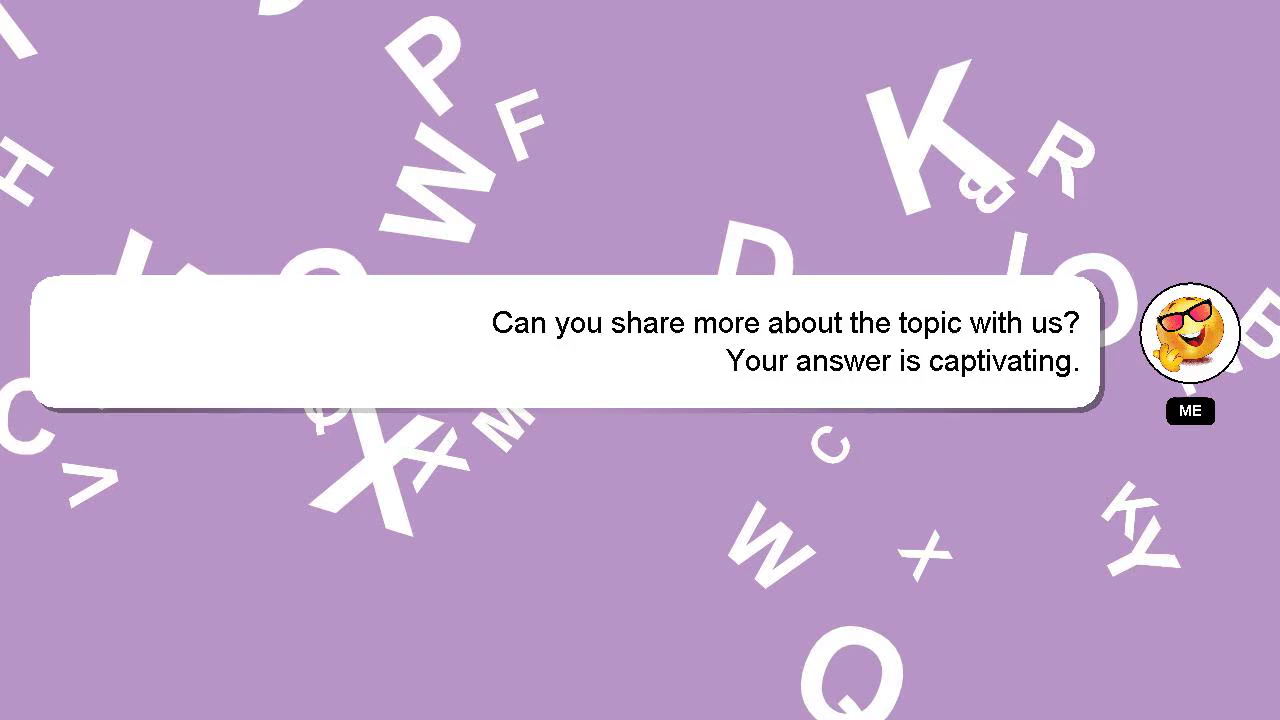 Can you share more about the topic with us?
Your answer is captivating.
ME
I
P
F
W
K
R
B
H
D
I
O
B
Q
C
V
X
X
M
C
W
X
K
Y
Q